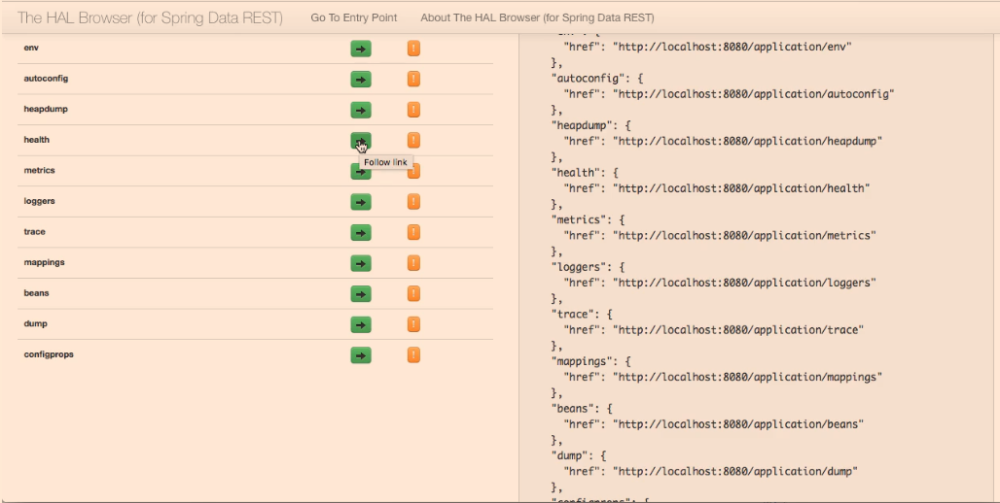 The HAL Browser (for Spring Data REST) Go To Entry Point About The HAL Browser (for Spring Data REST)
env
autoconfig
heapdump
health
Follow link
metrics
loggers
trace
mappings
beans
dump
configprops
"env": {
"href": "http://localhost:8080/application/env"
},
"autoconfig": {
"href": "http://localhost:8080/application/autoconfig"
},
"heapdump": {
"href": "http://localhost:8080/application/heapdump"
},
"health": {
"href": "http://localhost:8080/application/health"
},
"metrics": {
"href": "http://localhost:8080/application/metrics"
},
"loggers": {
"href": "http://localhost:8080/application/loggers"
},
"trace": {
"href": "http://localhost:8080/application/trace"
},
"mappings": {
"href": "http://localhost:8080/application/mappings"
},
"beans": {
"href": "http://localhost:8080/application/beans"
},
"dump": {
"href": "http://localhost:8080/application/dump"
},
"configprops": {